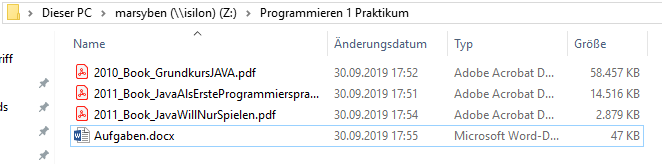 Dieser PC > marsyben (\\isilon) (Z:) > Programmieren 1 Praktikum
Name Änderungsdatum Typ Größe
riff
2010_Book_GrundkursJAVA.pdf 30.09.2019 17:52 Adobe Acrobat D... 58.457 KB
2011_Book_JavaAlsErsteProgrammierspra... 30.09.2019 17:51 Adobe Acrobat D... 14.516 KB
ds 2011_Book_JavaWillNurSpielen.pdf 30.09.2019 17:54 Adobe Acrobat D... 2.879 KB
Aufgaben.docx 30.09.2019 17:55 Microsoft Word-D... 47 KB